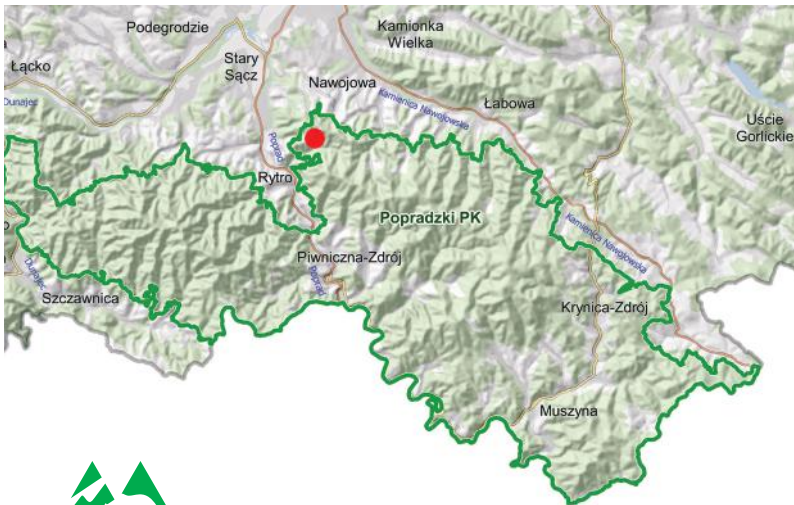 Podegrodzie
Kamionka
Wielka
Stary
Sącz
Łącko
Nawojowa
Dunajec
Kamienica Nawojowska
Łabowa
Uście
Gorlickie
Poprad
Rytro
Popradzki PK
Kamienica Nawojowska
Piwniczna-Zdrój
Poprad
Dunajec
Szczawnica
Krynica-Zdrój
Muszyna